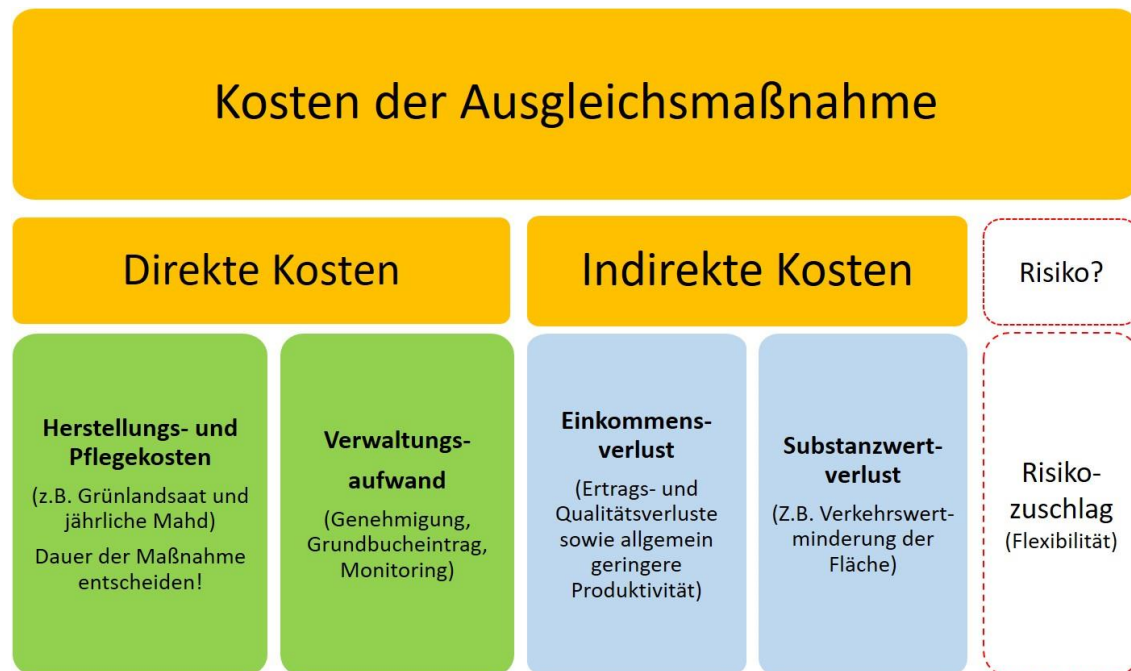 Kosten der Ausgleichsmaßnahme
Direkte Kosten
Indirekte Kosten
Risiko?
Herstellungs- und
Pflegekosten
(z.B. Grünlandsaat und
jährliche Mahd)
Dauer der Maßnahme
entscheiden!
Verwaltungs-
aufwand
(Genehmigung,
Grundbucheintrag,
Monitoring)
Einkommens-
verlust
(Ertrags- und
Qualitätsverluste
sowie allgemein
geringere
Produktivität)
Substanzwert-
verlust
(Z.B. Verkehrswert-
minderung der
Fläche)
Risiko-
zuschlag
(Flexibilität)